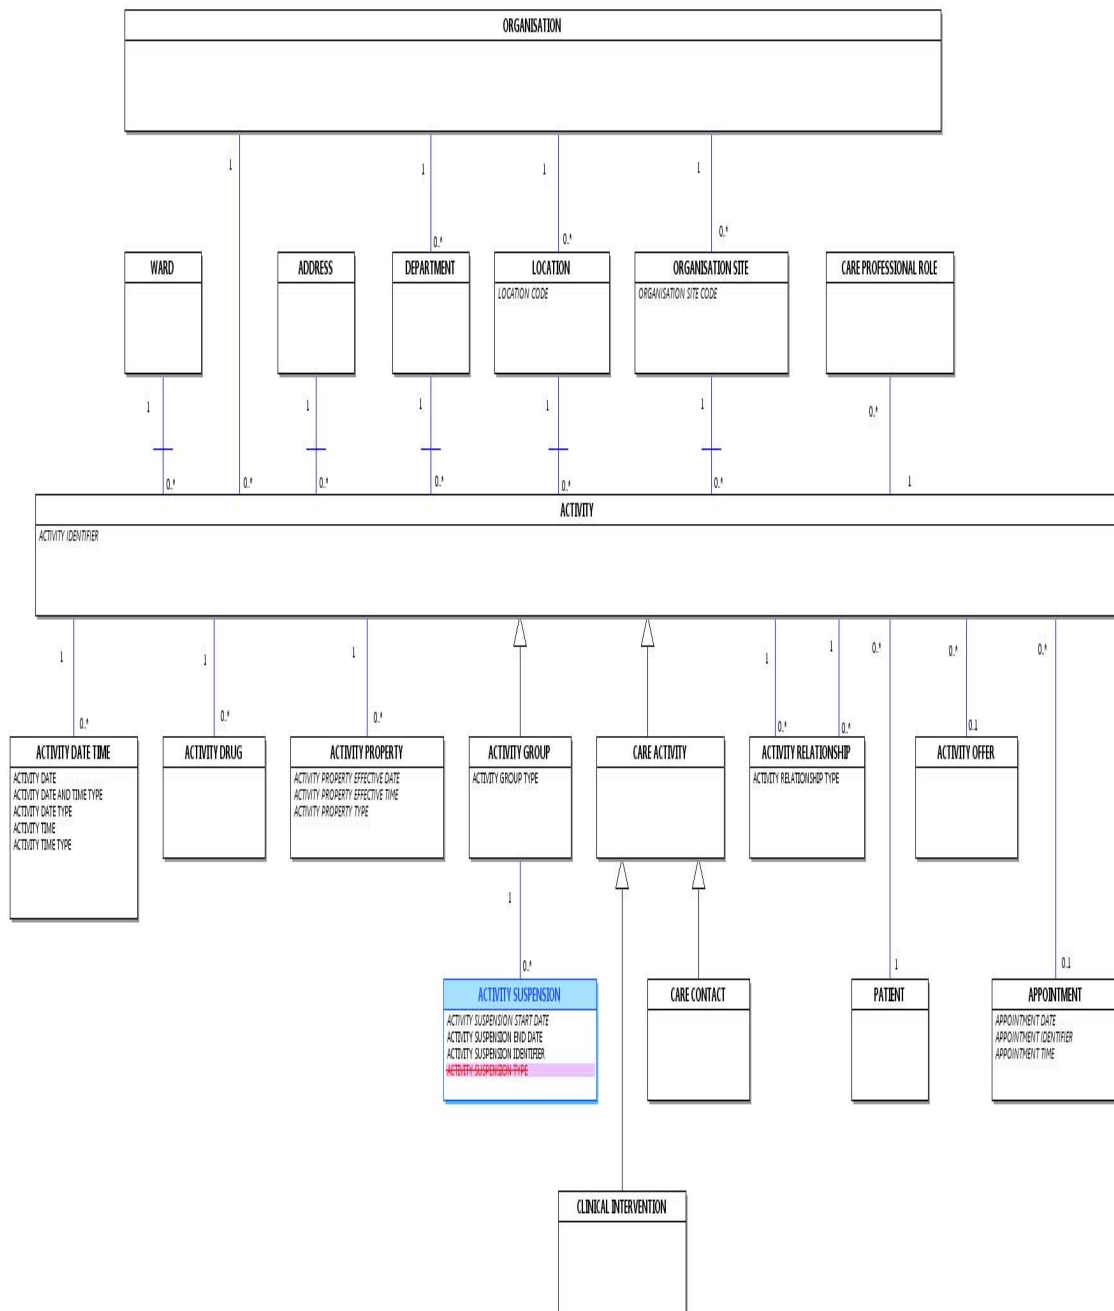 ORGANISATION
1
1
1
1
0..*
0..*
0..*
WARD
ADDRESS
DEPARTMENT
LOCATION
LOCATION CODE
ORGANISATION SITE
ORGANISATION SITE CODE
CARE PROFESSIONAL ROLE
1
1
1
1
1
0..*
0..*
0..*
0..*
0..*
0..*
0..*
1
ACTIVITY
ACTIVITY IDENTIFIER
1
1
1
1
1
0..*
0..*
0..*
0..*
0..*
0..*
0..*
0..*
0..1
ACTIVITY DATE TIME
ACTIVITY DATE
ACTIVITY DATE AND TIME TYPE
ACTIVITY DATE TYPE
ACTIVITY TIME
ACTIVITY TIME TYPE
ACTIVITY DRUG
ACTIVITY PROPERTY
ACTIVITY PROPERTY EFFECTIVE DATE
ACTIVITY PROPERTY EFFECTIVE TIME
ACTIVITY PROPERTY TYPE
ACTIVITY GROUP
ACTIVITY GROUP TYPE
CARE ACTIVITY
ACTIVITY RELATIONSHIP
ACTIVITY RELATIONSHIP TYPE
ACTIVITY OFFER
1
0..*
1
0..1
ACTIVITY SUSPENSION
ACTIVITY SUSPENSION START DATE
ACTIVITY SUSPENSION END DATE
ACTIVITY SUSPENSION IDENTIFIER
ACTIVITY SUSPENSION TYPE
CARE CONTACT
PATIENT
APPOINTMENT
APPOINTMENT DATE
APPOINTMENT IDENTIFIER
APPOINTMENT TIME
CLINICAL INTERVENTION